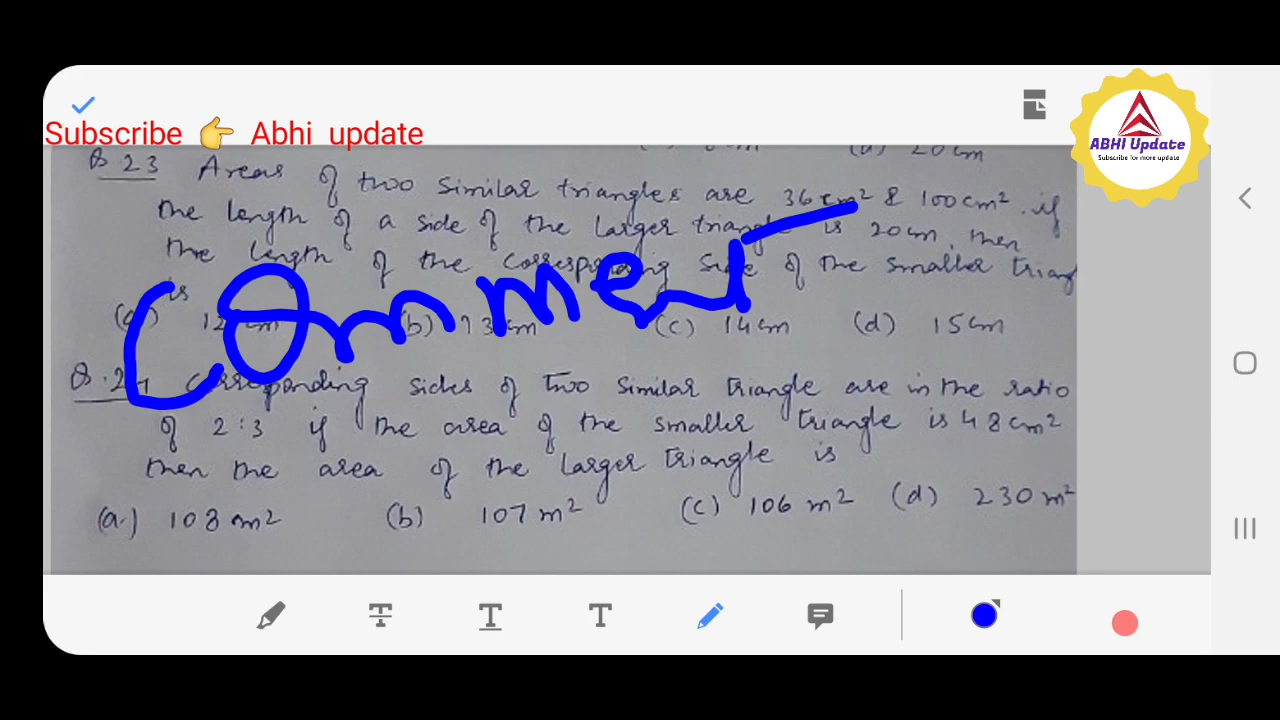 Subscribe 👉 Abhi update
ABHI Update
Subscribe for more update
(d) 20cm
Q.23 Areas of two similar triangles are 36cm² & 100cm². if
the length of a side of the larger triangle is 20cm, then
the length of the corresponding side of the smaller triang
is
(a) 12cm (b) 13cm (c) 14cm (d) 15cm
Comment
Q.24 Corresponding sides of two similar triangle are in the ratio
of 2:3 if the area of the smaller triangle is 48cm²
then the area of the larger triangle is
(a.) 108 m² (b) 107 m² (c) 106 m² (d) 230 m²